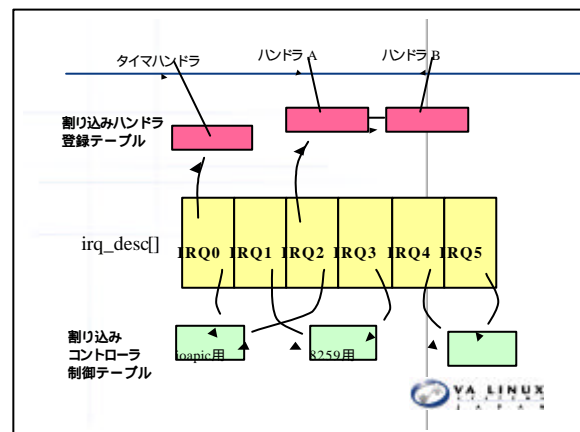 タイマハンドラ
ハンドラ A
ハンドラ B
割り込みハンドラ
登録テーブル
irq_desc[]
IRQ0 IRQ1 IRQ2 IRQ3 IRQ4 IRQ5
割り込み
コントローラ
制御テーブル
ioapic用
8259用
VA LINUX
SYSTEMS
JAPAN